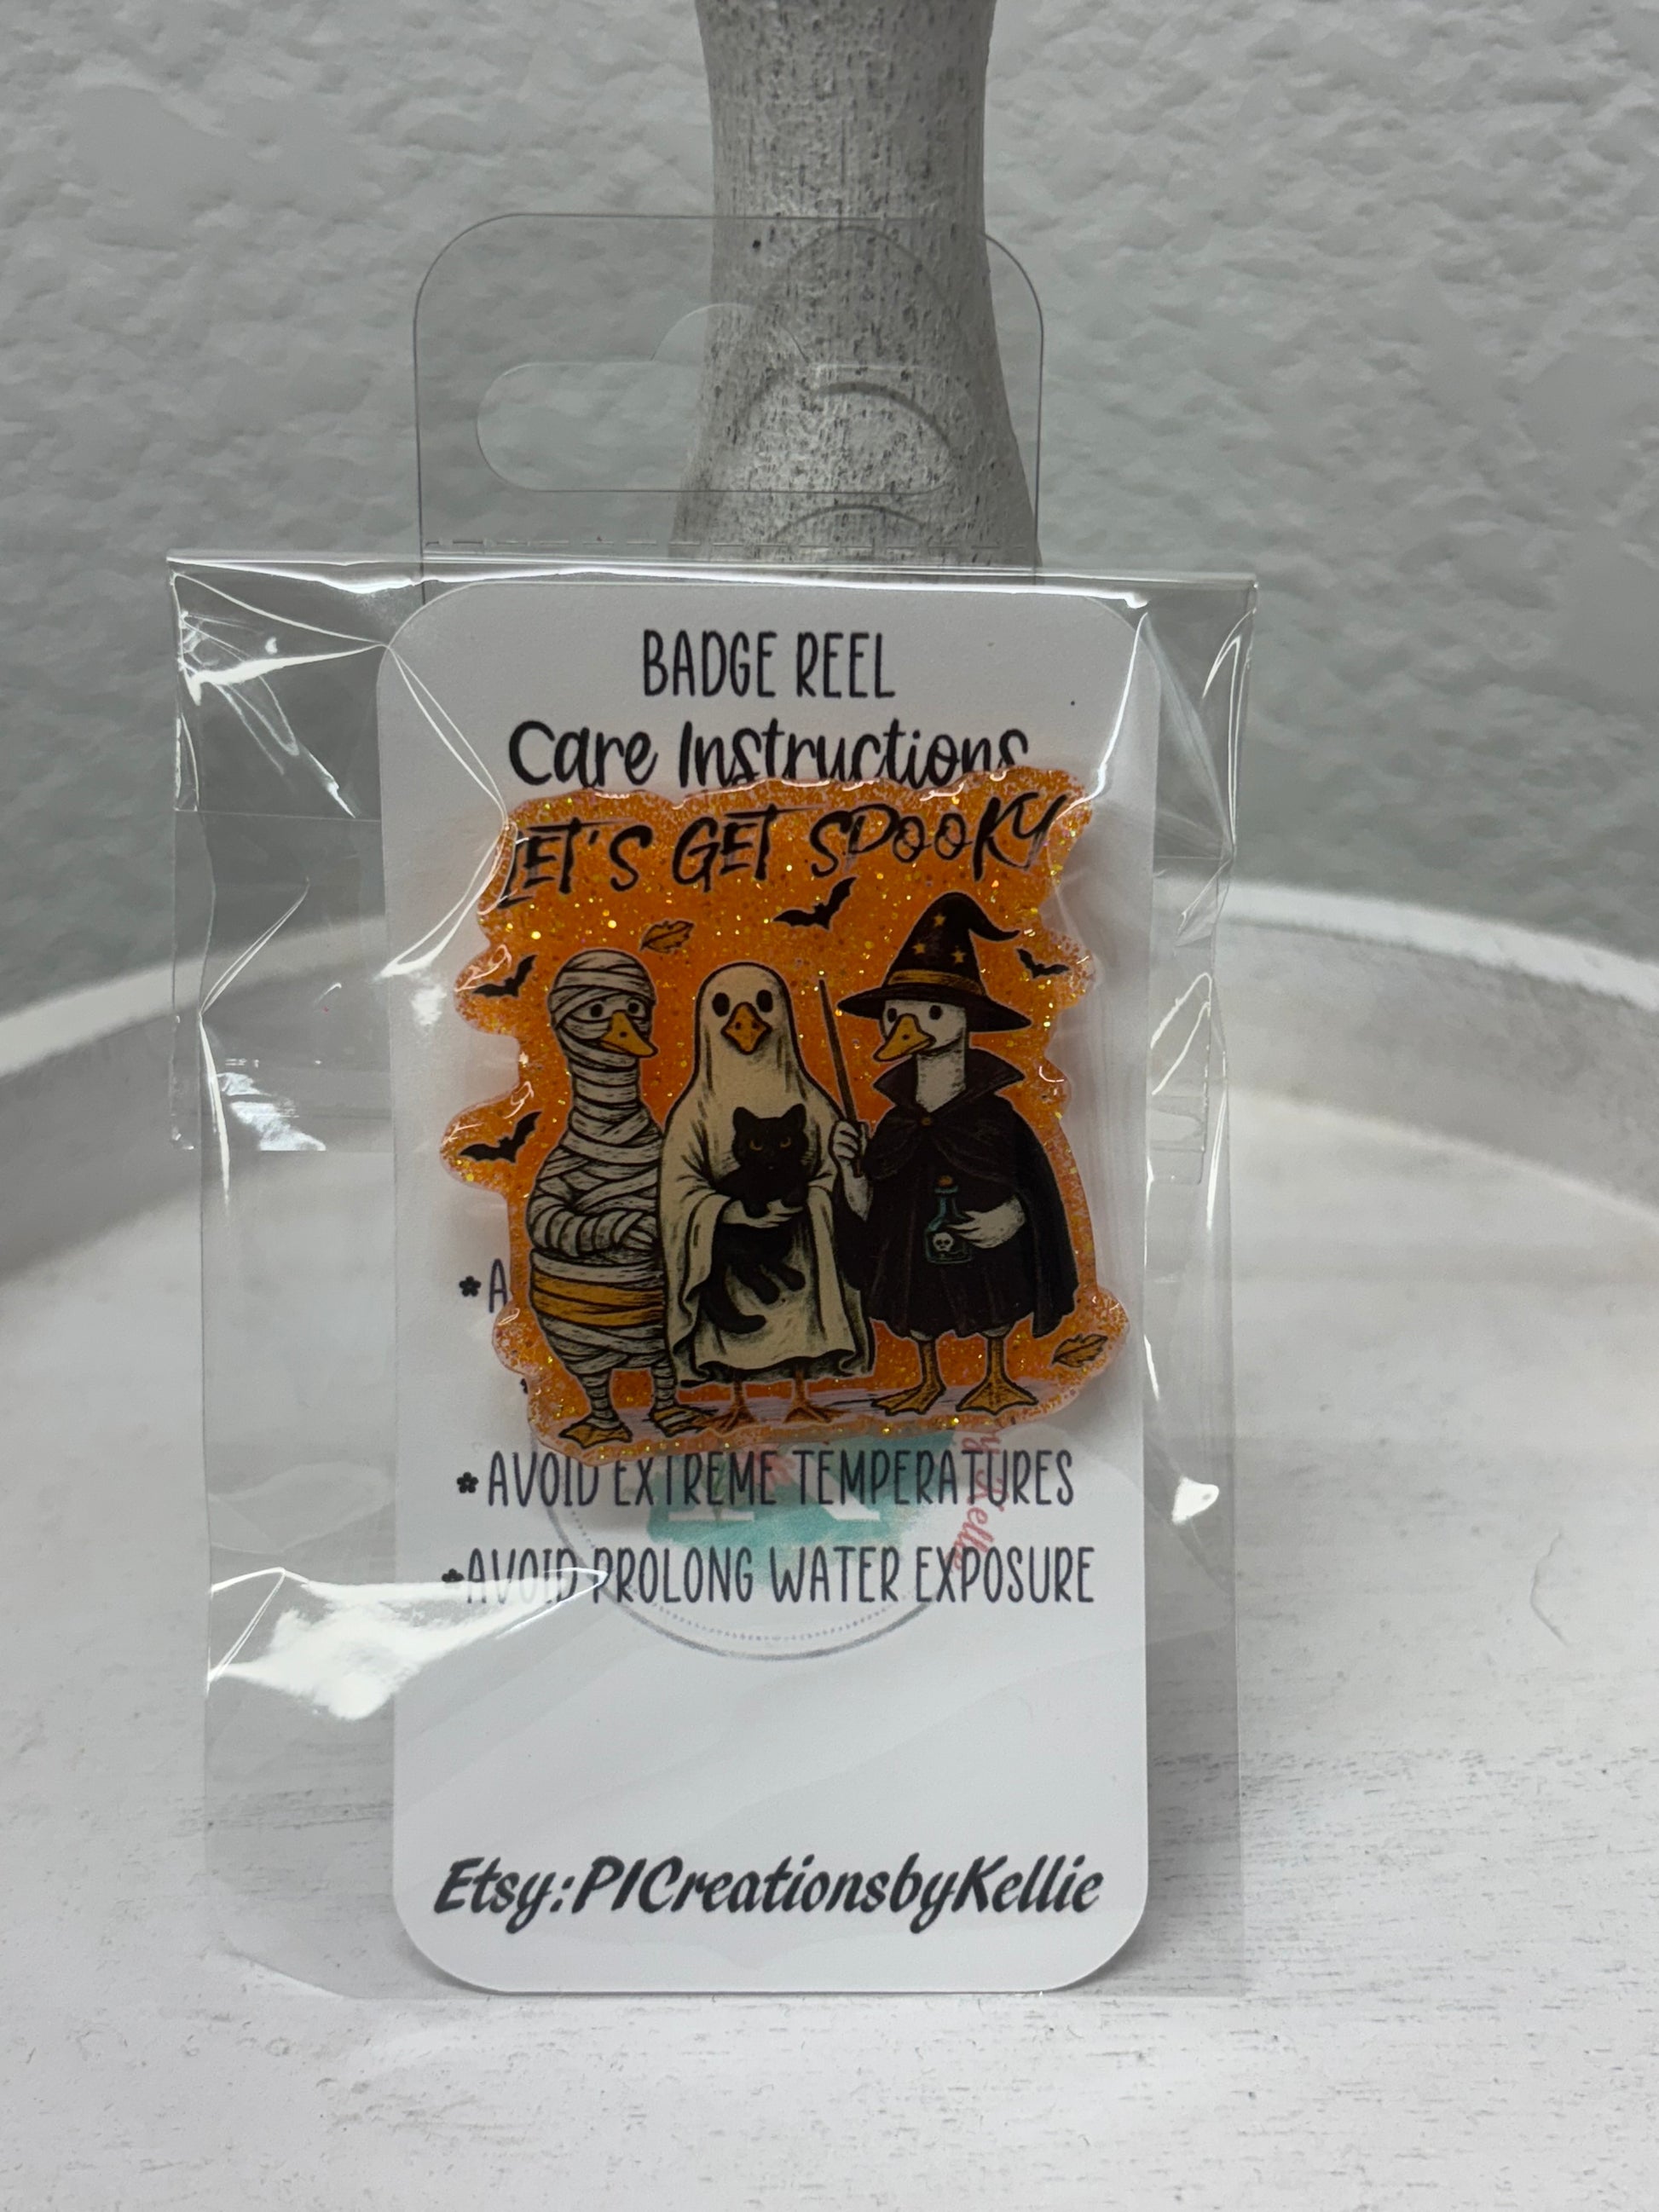 BADGE REEL
Care Instructions
LET'S GET SPOOKY
*A
*AVOID EXTREME TEMPERATURES
*AVOID PROLONG WATER EXPOSURE
Etsy:PICreationsbyKellie